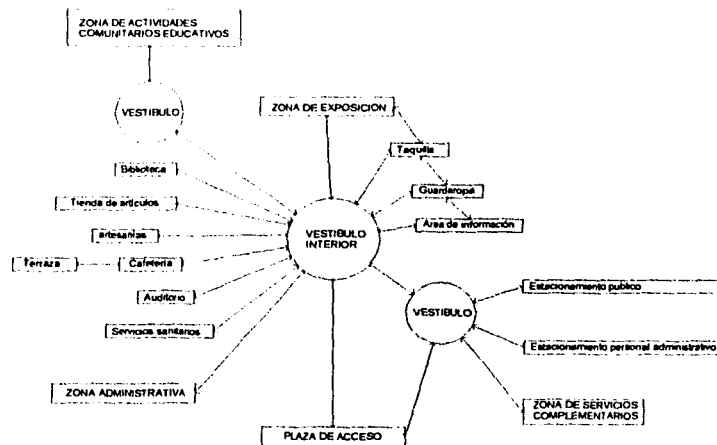 ZONA DE ACTIVIDADES
COMUNITARIOS EDUCATIVOS
VESTIBULO
ZONA DE EXPOSICION
Taquilla
Biblioteca
Guardaropa
Tienda de articulos
Area de información
artesanias
VESTIBULO
INTERIOR
Terraza
Cafeteria
Auditorio
Estacionamiento publico
VESTIBULO
Servicios sanitarios
Estacionamiento personal administrativo
ZONA ADMINISTRATIVA
ZONA DE SERVICIOS
COMPLEMENTARIOS
PLAZA DE ACCESO